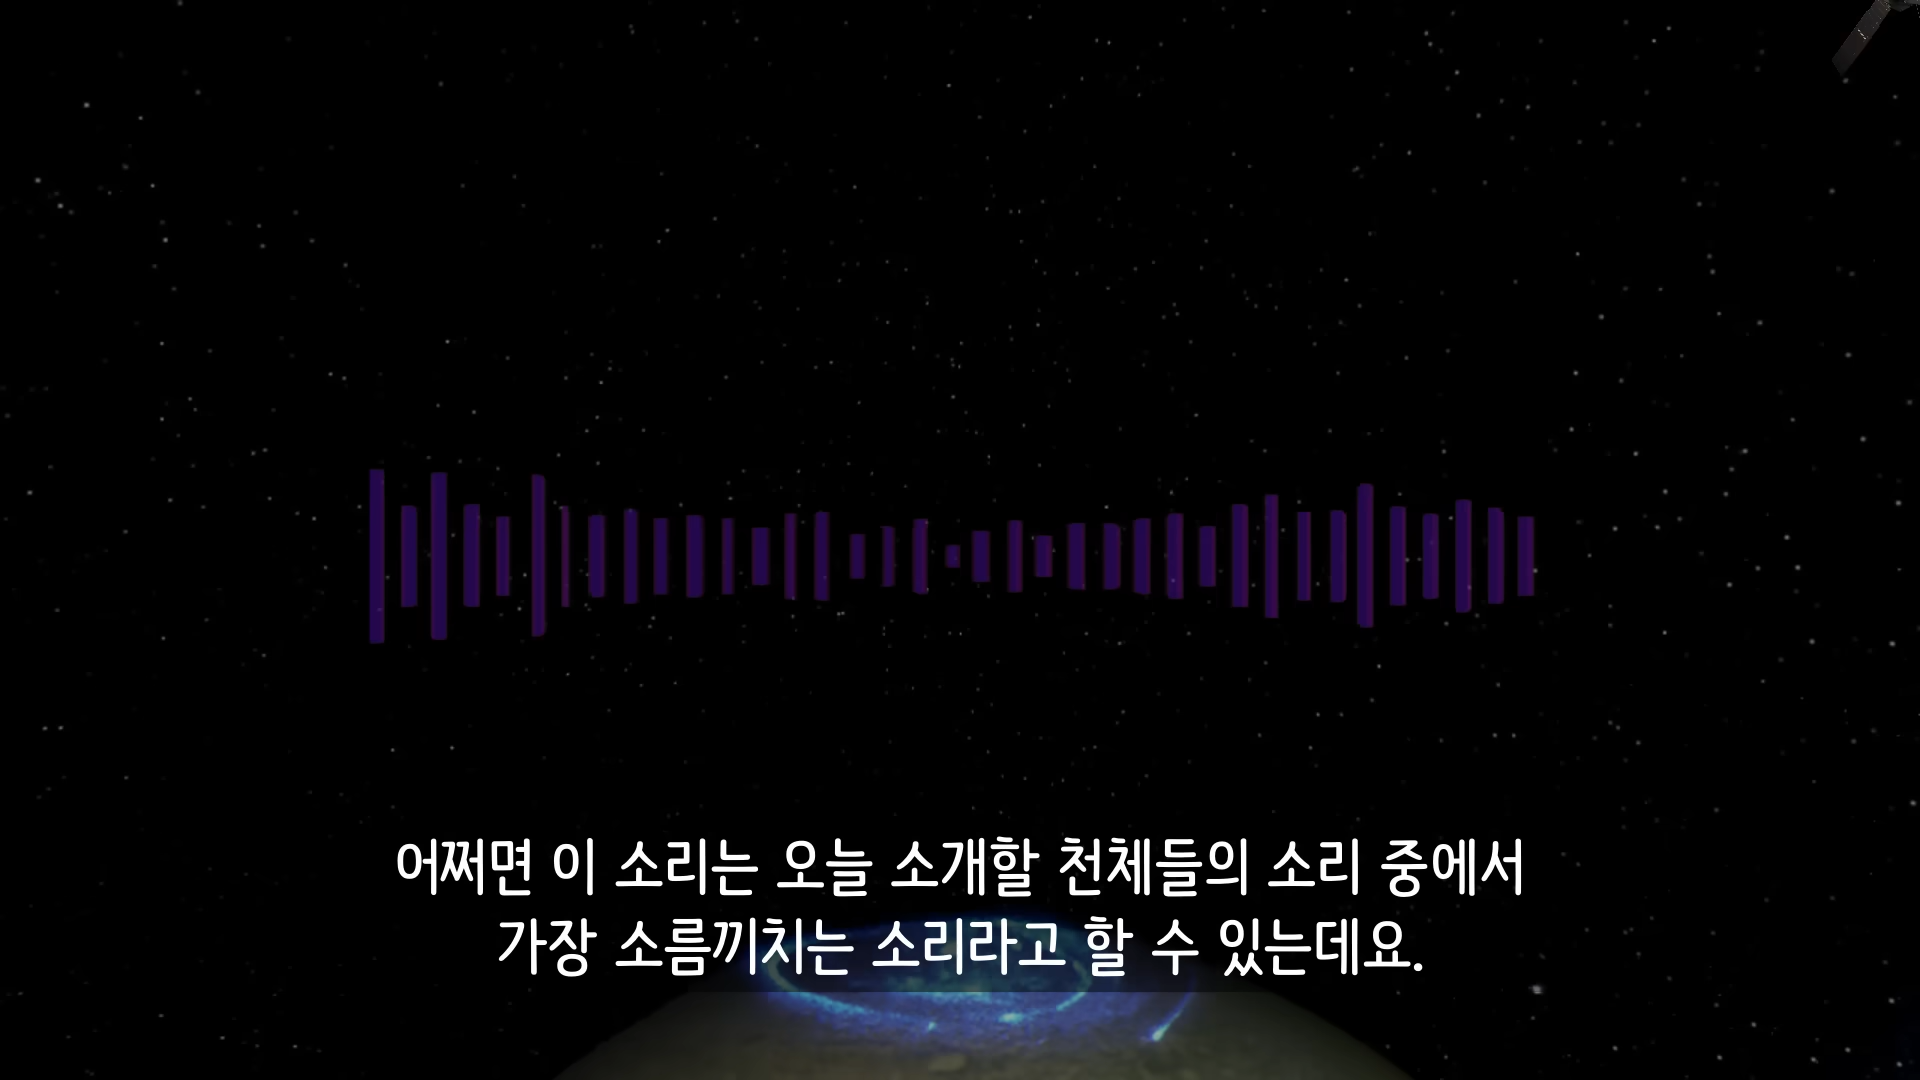 어쩌면 이 소리는 오늘 소개할 천체들의 소리 중에서
가장 소름끼치는 소리라고 할 수 있는데요.